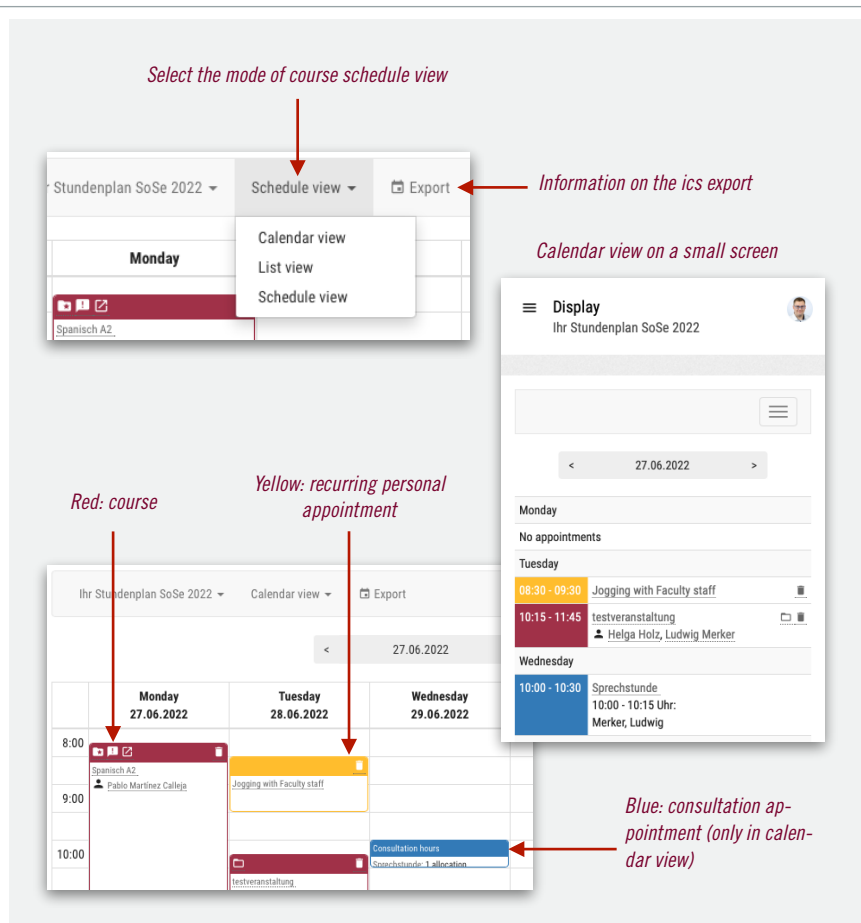 Select the mode of course schedule view
Stundenplan SoSe 2022
Schedule view
Export
Information on the ics export
Calendar view
List view
Schedule view
Monday
Spanisch A2
Calendar view on a small screen
Display
Ihr Stundenplan SoSe 2022
< 27.06.2022 >
Monday
No appointments
Tuesday
08:30 - 09:30 Jogging with Faculty staff
10:15 - 11:45 testveranstaltung
Helga Holz, Ludwig Merker
Wednesday
10:00 - 10:30 Sprechstunde
10:00 - 10:15 Uhr:
Merker, Ludwig
Red: course
Yellow: recurring personal
appointment
Ihr Stundenplan SoSe 2022
Calendar view
Export
< 27.06.2022
Monday
27.06.2022
Tuesday
28.06.2022
Wednesday
29.06.2022
8:00
Spanisch A2
Pablo Martínez Calleja
Jogging with Faculty staff
9:00
10:00
Consultation hours
Sprechstunde: 1 allocation
testveranstaltung
Blue: consultation ap-
pointment (only in calen-
dar view)